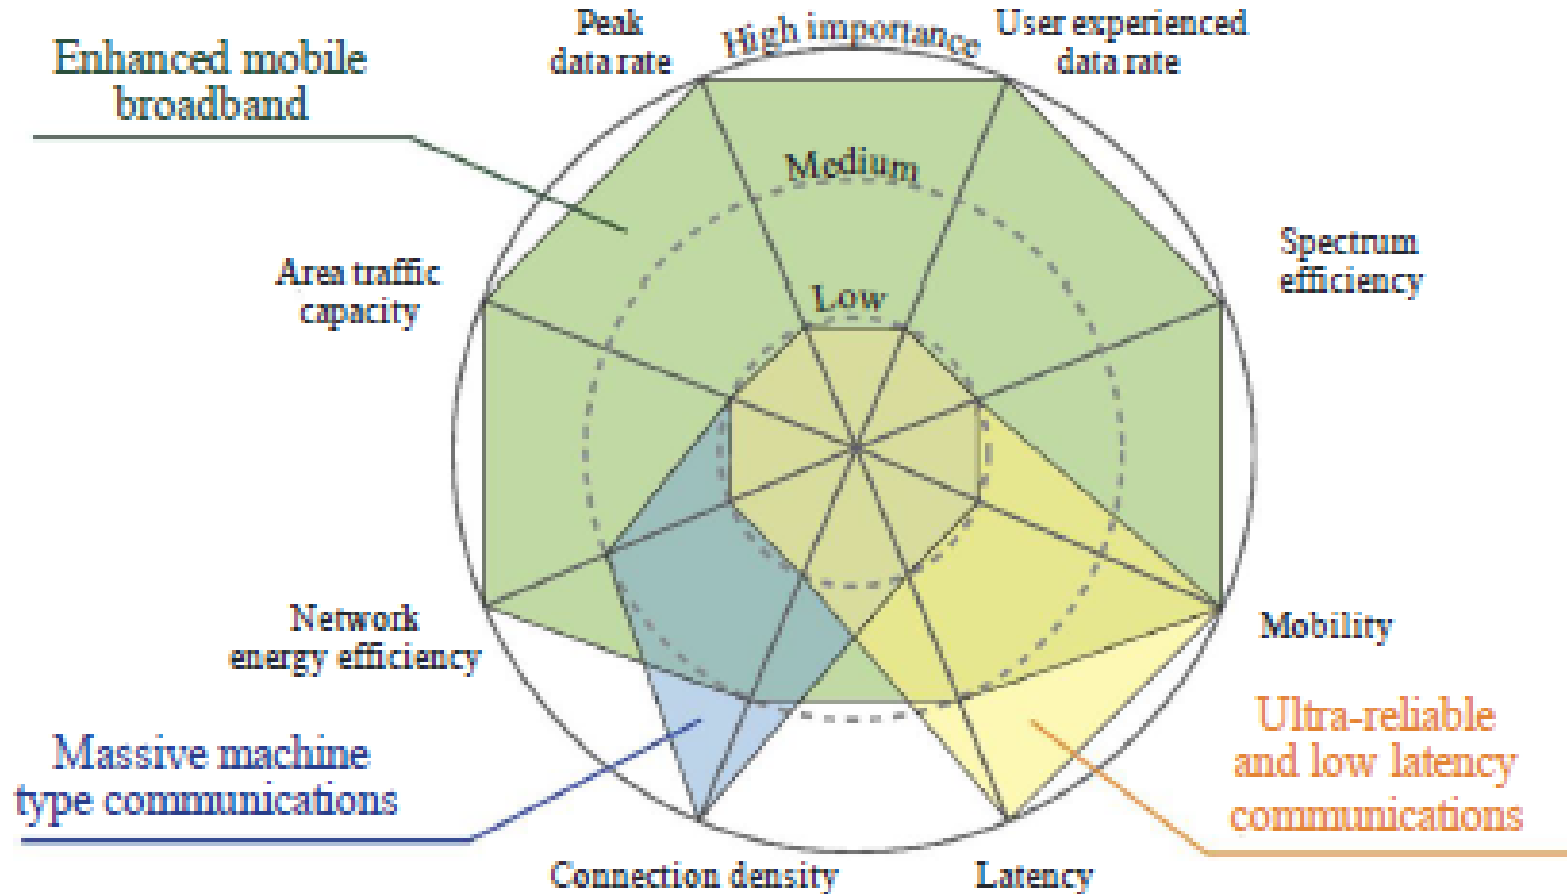 Peak
data rate
High importance
User experienced
data rate
Enhanced mobile
broadband
Medium
Area traffic
capacity
Low
Spectrum
efficiency
Network
energy efficiency
Mobility
Massive machine
type communications
Ultra-reliable
and low latency
communications
Connection density
Latency